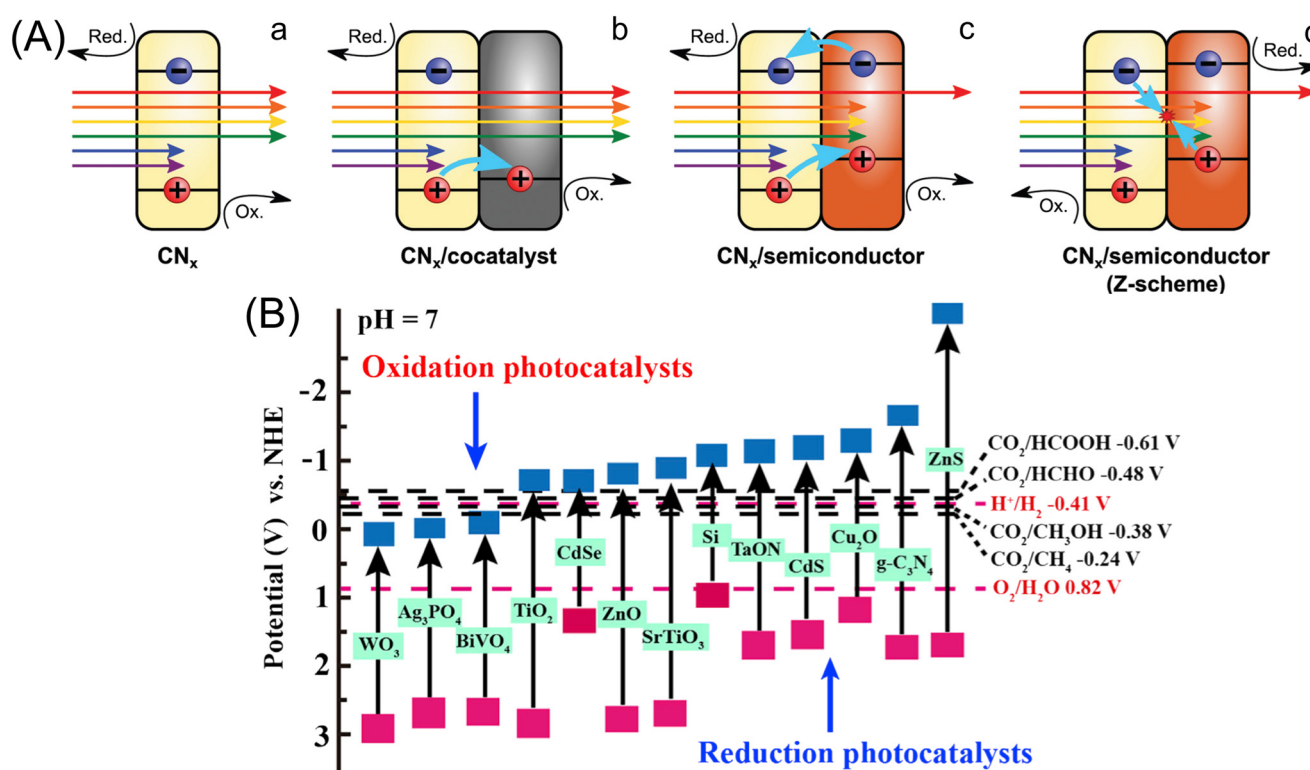 (A)
a
b
c
d
Red.
Red.
Red.
Red.
Ox.
Ox.
Ox.
Ox.
CNₓ
CNₓ/cocatalyst
CNₓ/semiconductor
CNₓ/semiconductor
(Z-scheme)
(B)
pH = 7
Oxidation photocatalysts
Potential (V) vs. NHE
-2
-1
0
1
2
3
WO₃
Ag₃PO₄
BiVO₄
TiO₂
CdSe
ZnO
SrTiO₃
Si
TaON
CdS
Cu₂O
g-C₃N₄
ZnS
CO₂/HCOOH -0.61 V
CO₂/HCHO -0.48 V
H⁺/H₂ -0.41 V
CO₂/CH₃OH -0.38 V
CO₂/CH₄ -0.24 V
O₂/H₂O 0.82 V
Reduction photocatalysts